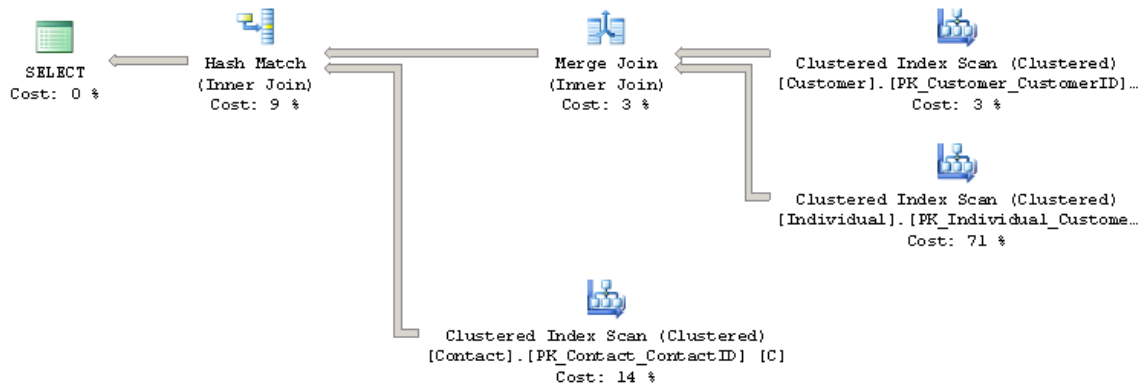 SELECT
Cost: 0 %
Hash Match
(Inner Join)
Cost: 9 %
Merge Join
(Inner Join)
Cost: 3 %
Clustered Index Scan (Clustered)
[Customer].[PK_Customer_CustomerID]…
Cost: 3 %
Clustered Index Scan (Clustered)
[Individual].[PK_Individual_Custome…
Cost: 71 %
Clustered Index Scan (Clustered)
[Contact].[PK_Contact_ContactID] [C]
Cost: 14 %